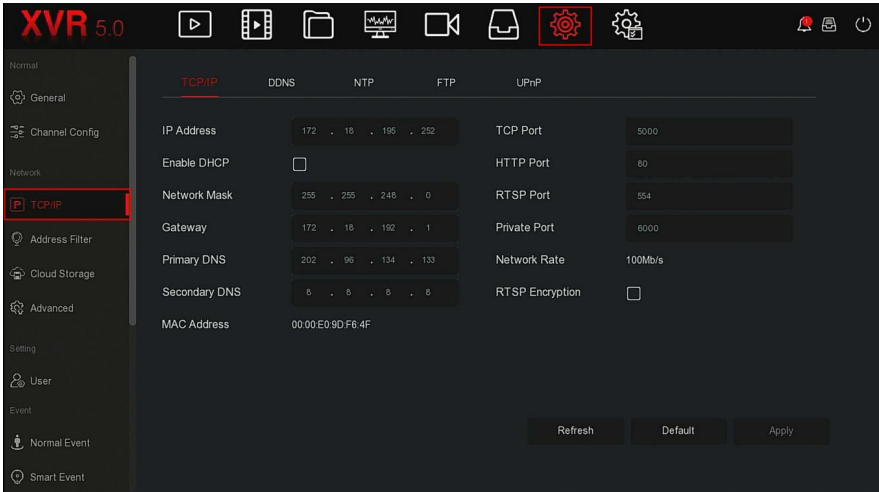 XVR 5.0
Normal
General
Channel Config
Network
TCP/IP
Address Filter
Cloud Storage
Advanced
Setting
User
Event
Normal Event
Smart Event
TCP/IP DDNS NTP FTP UPnP
IP Address 172 . 18 . 195 . 252 TCP Port 5000
Enable DHCP HTTP Port 80
Network Mask 255 . 255 . 248 . 0 RTSP Port 554
Gateway 172 . 18 . 192 . 1 Private Port 6000
Primary DNS 202 . 96 . 134 . 133 Network Rate 100Mb/s
Secondary DNS 8 . 8 . 8 . 8 RTSP Encryption
MAC Address 00:00:E0:9D:F6:4F
Refresh Default Apply